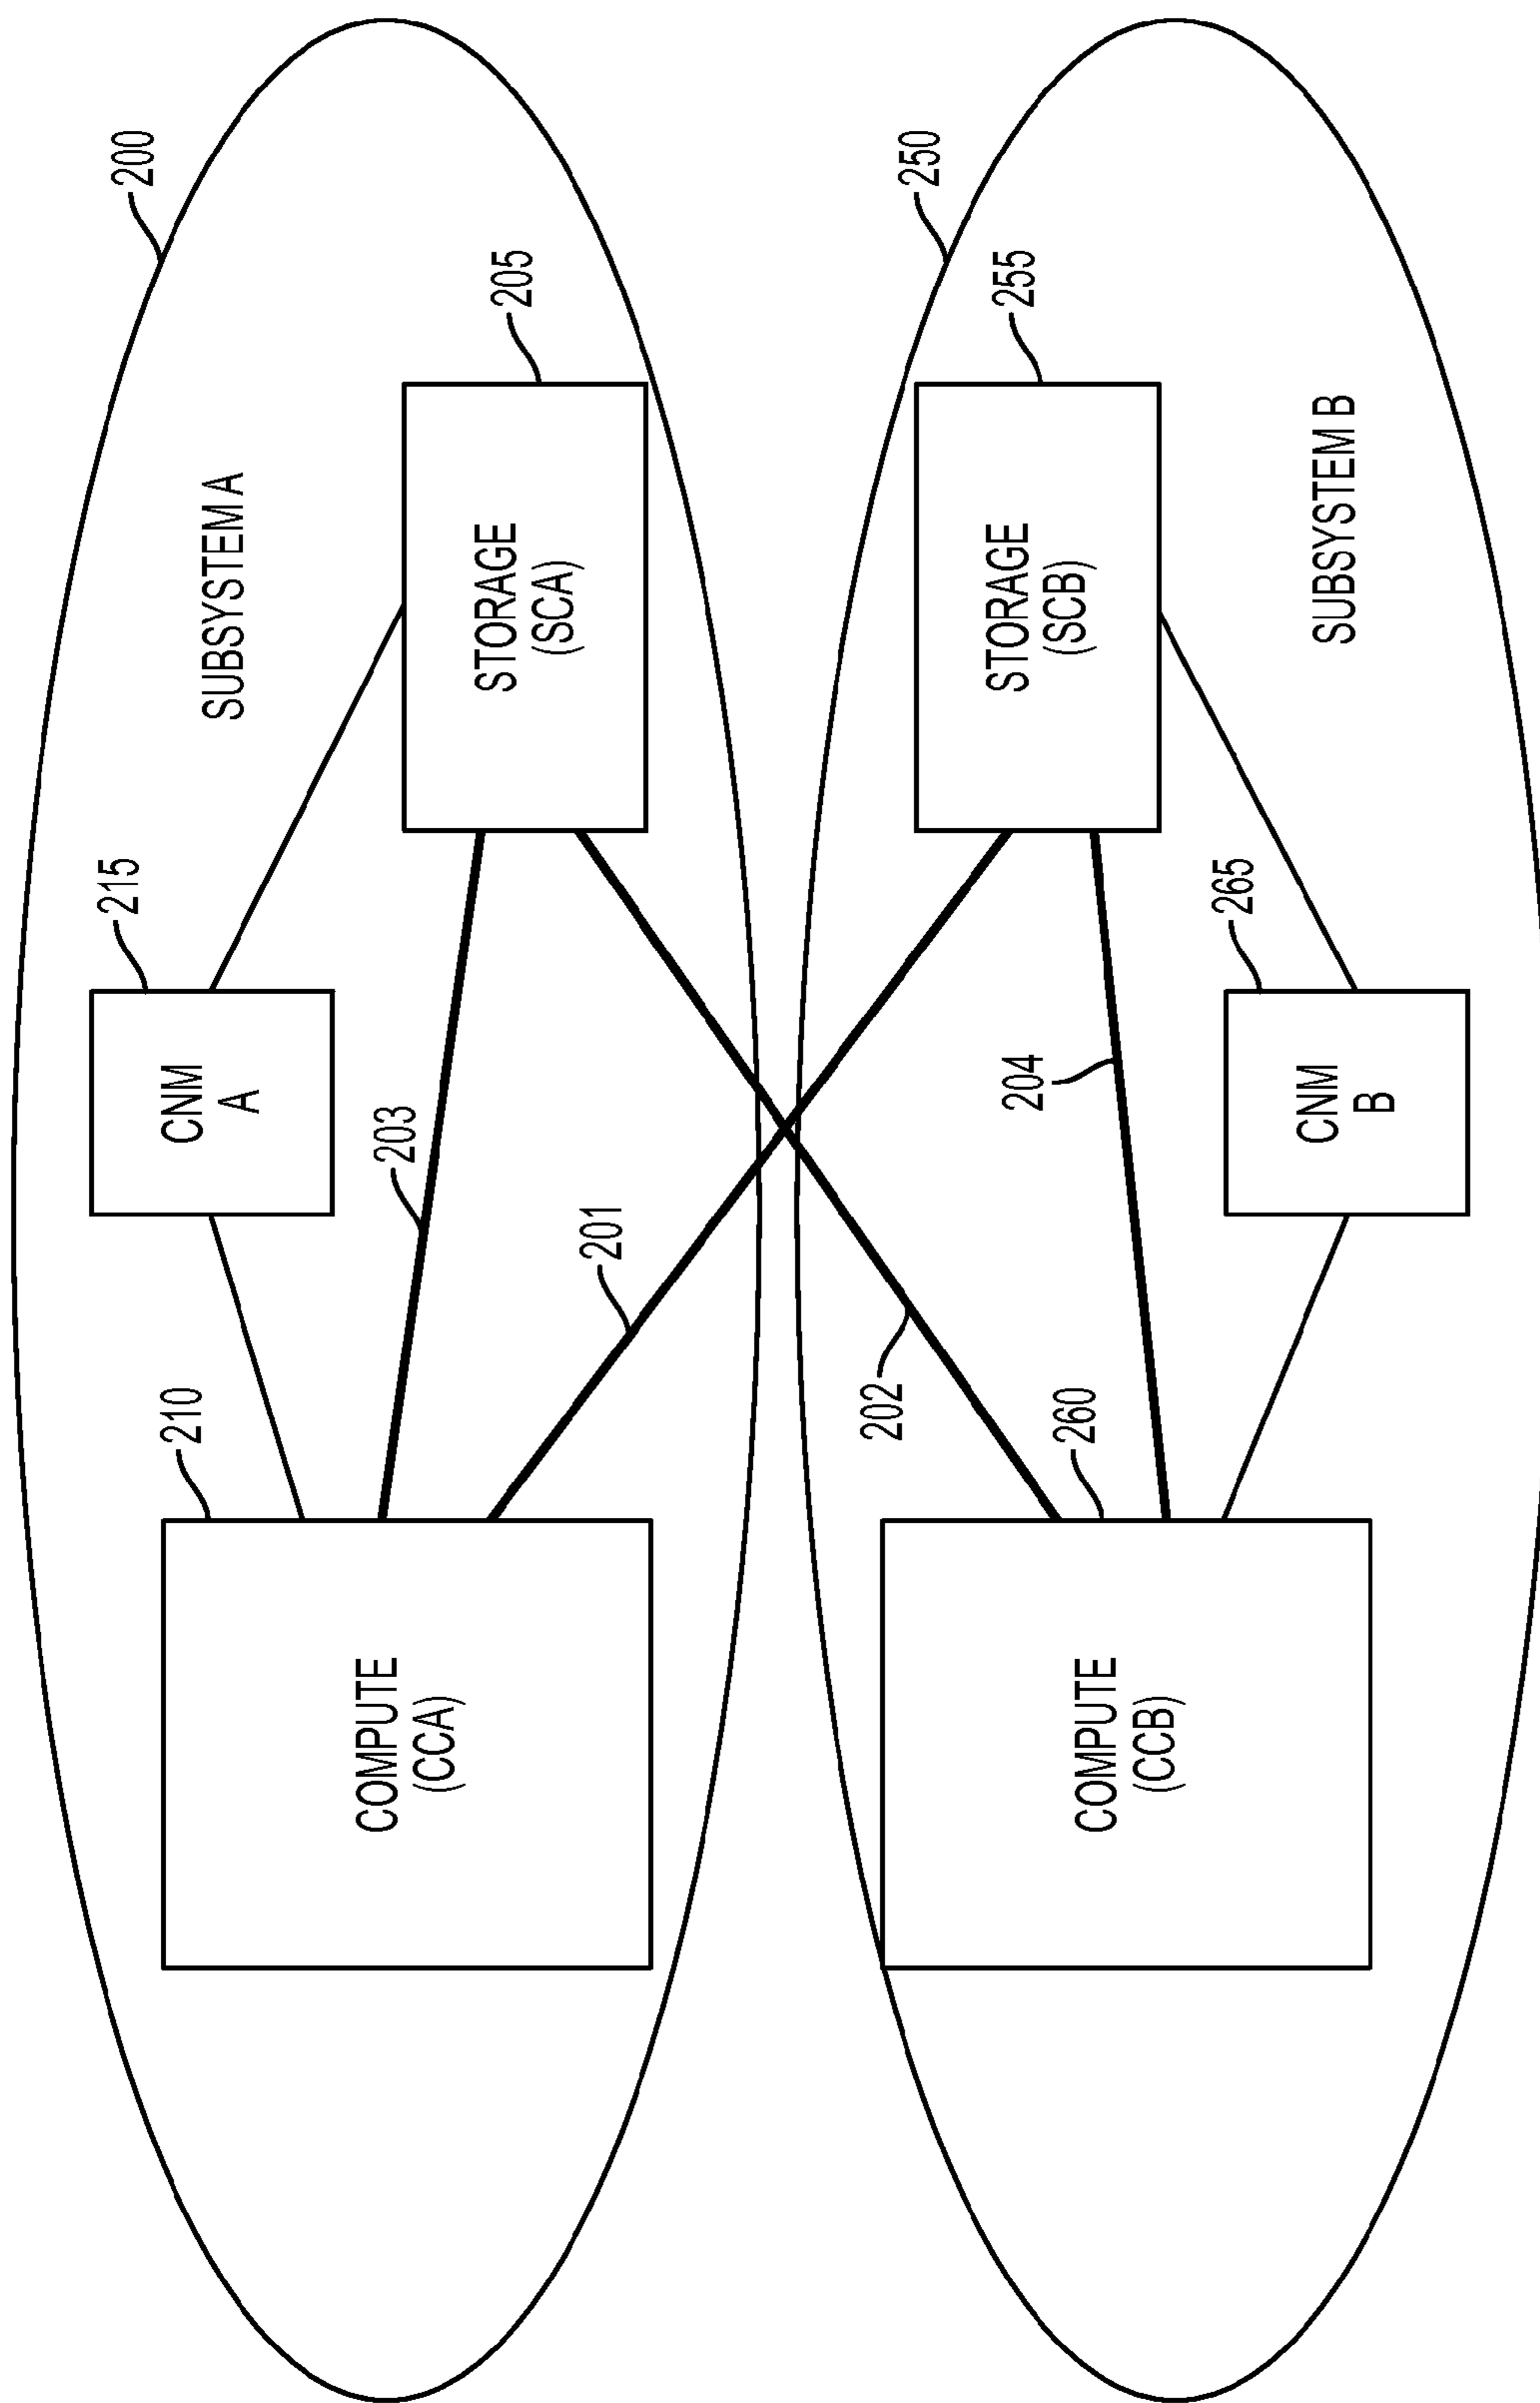 200
SUBSYSTEM A
205
STORAGE
(SCA)
215
CNM
A
203
201
210
COMPUTE
(CCA)
250
255
STORAGE
(SCB)
SUBSYSTEM B
204
265
CNM
B
202
260
COMPUTE
(CCB)